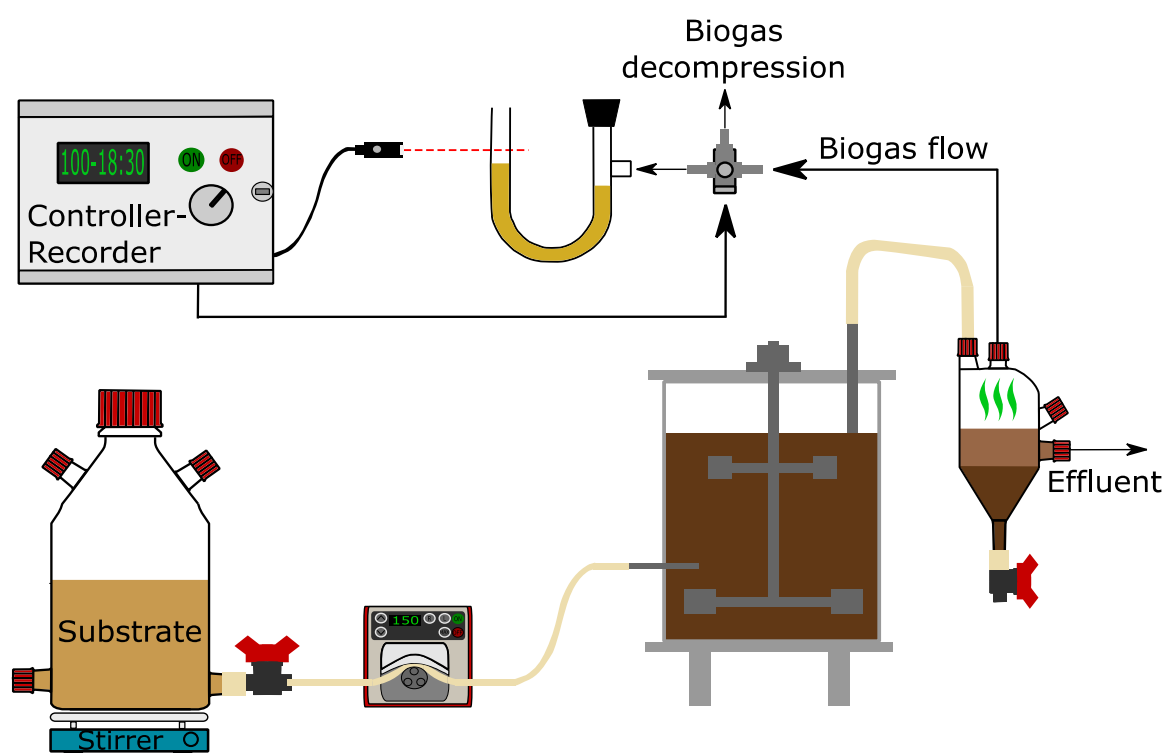 Biogas
decompression
100-18:30
ON
OFF
Biogas flow
Controller-
Recorder
Effluent
Substrate
150
Stirrer